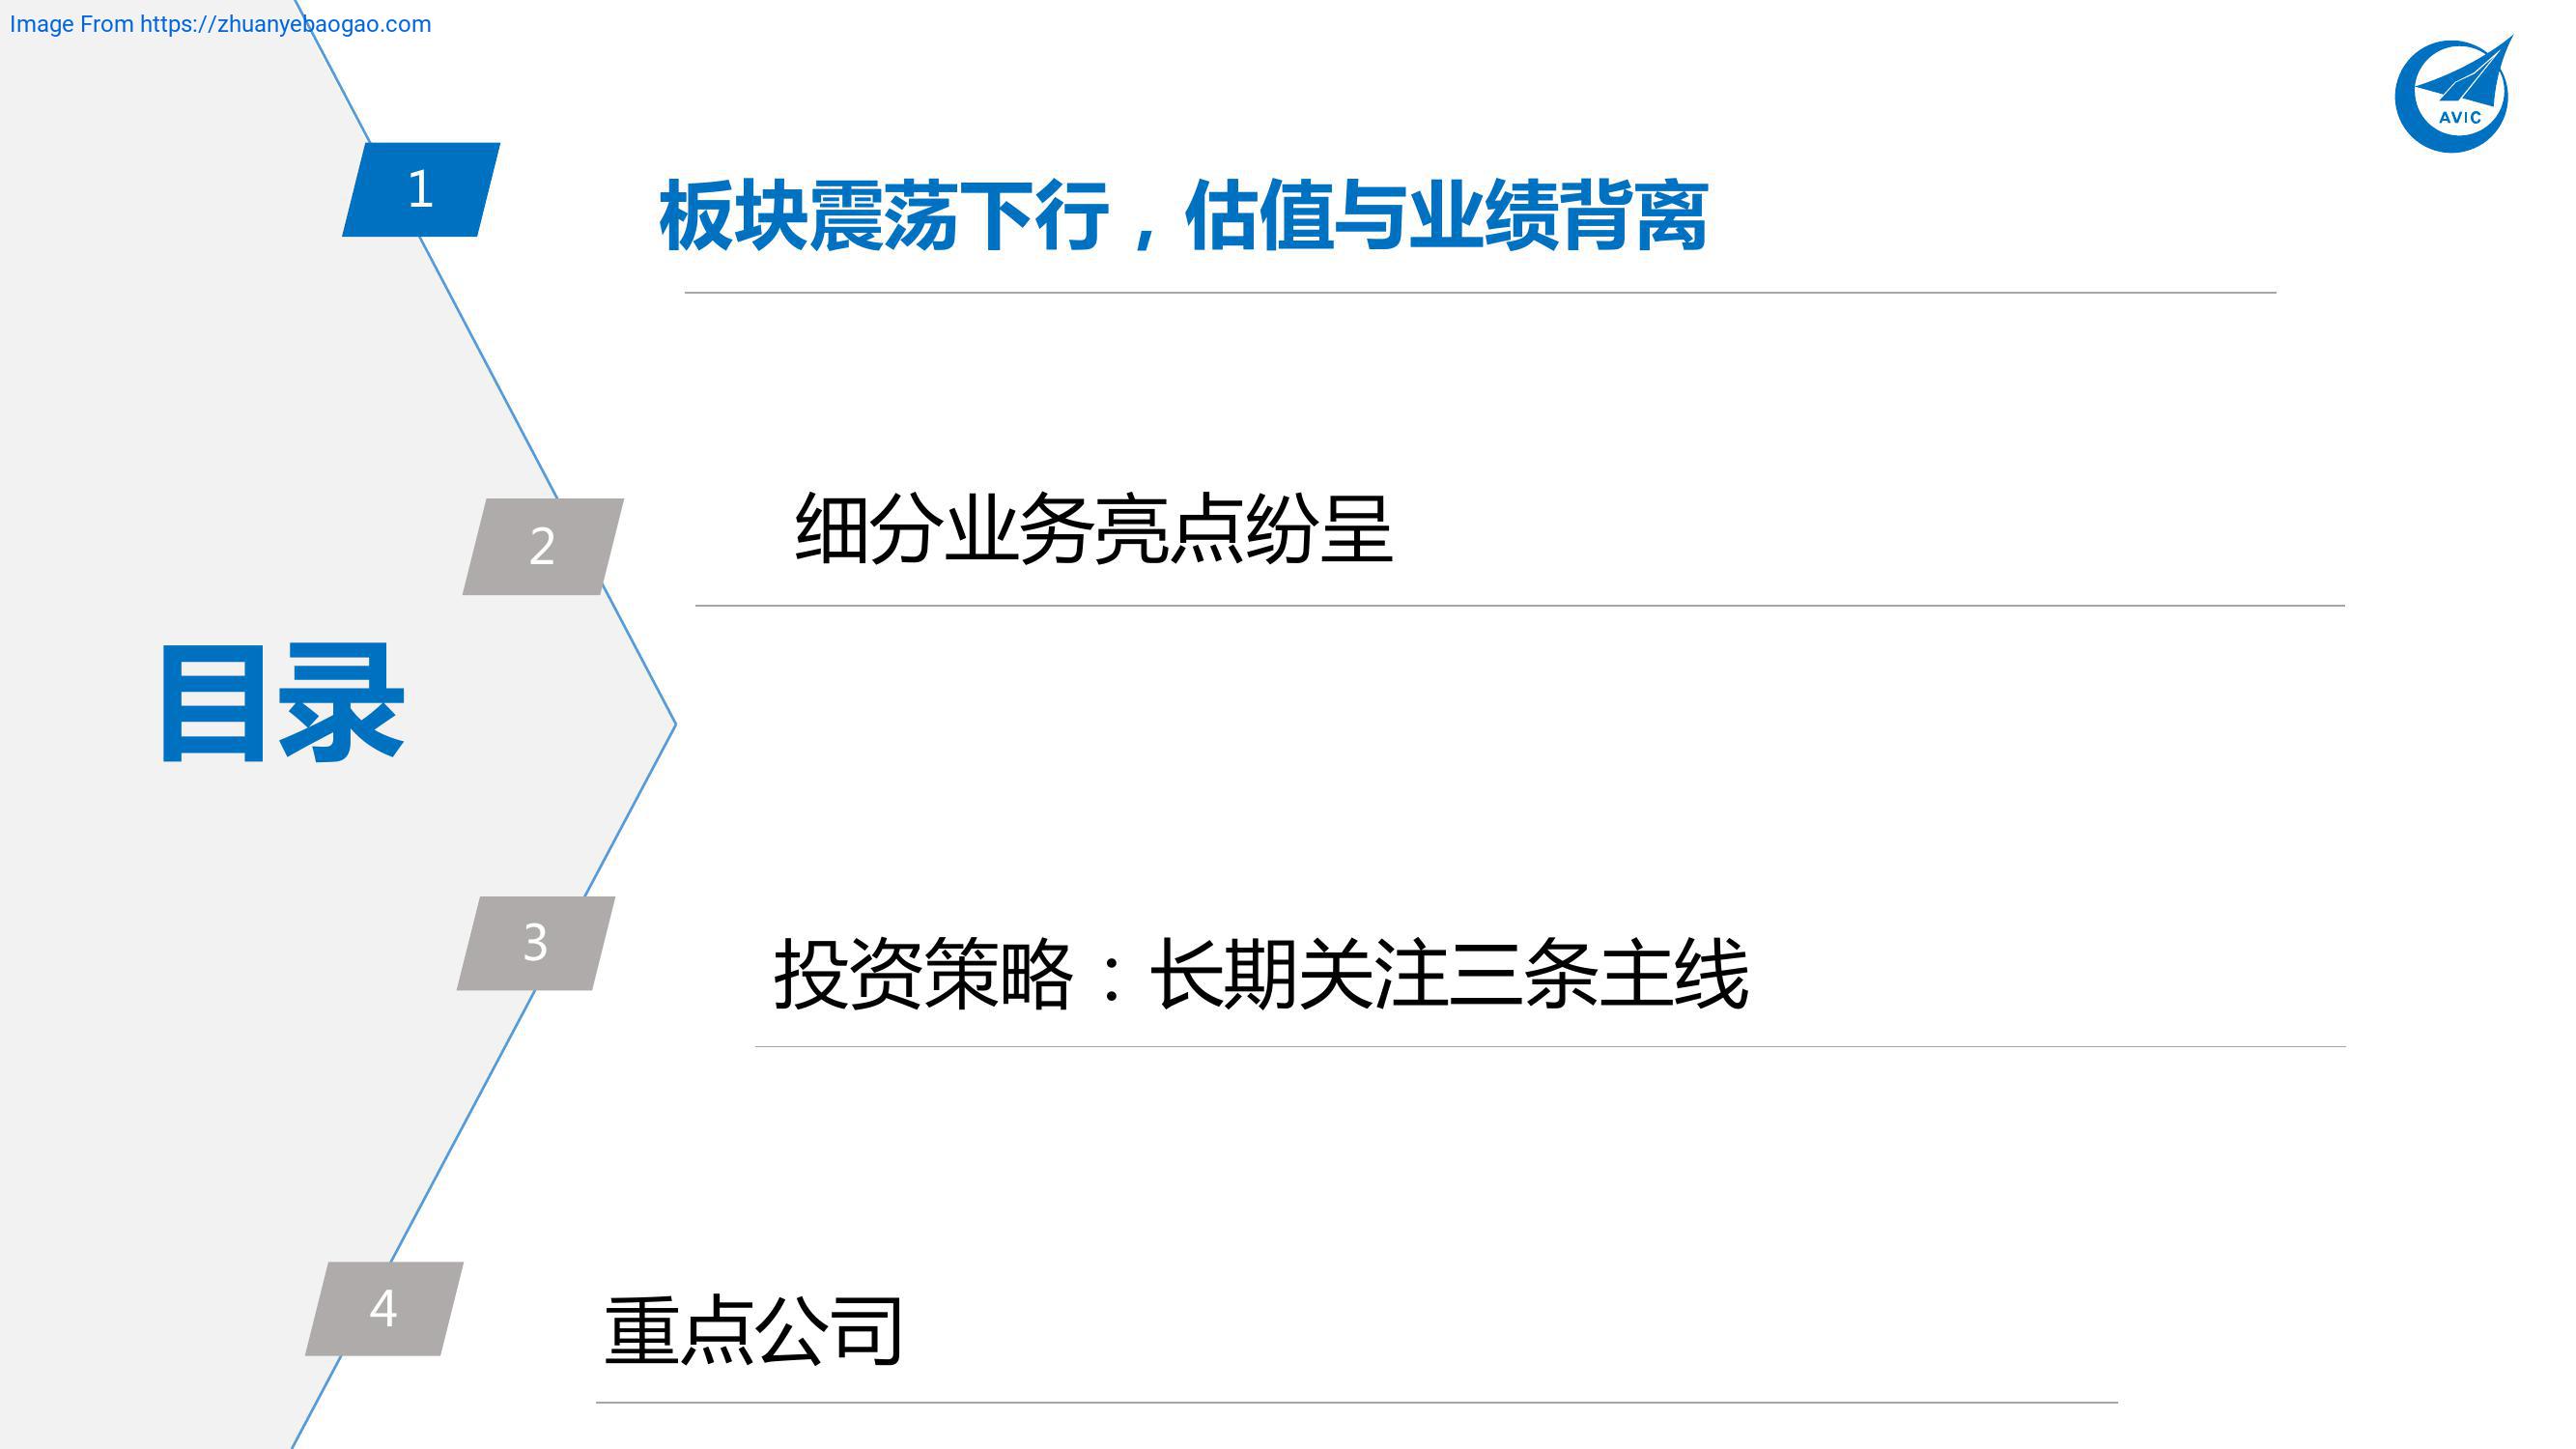 Image From https://zhuanyebaogao.com
AVIC
1
板块震荡下行，估值与业绩背离
2
细分业务亮点纷呈
目录
3
投资策略：长期关注三条主线
4
重点公司